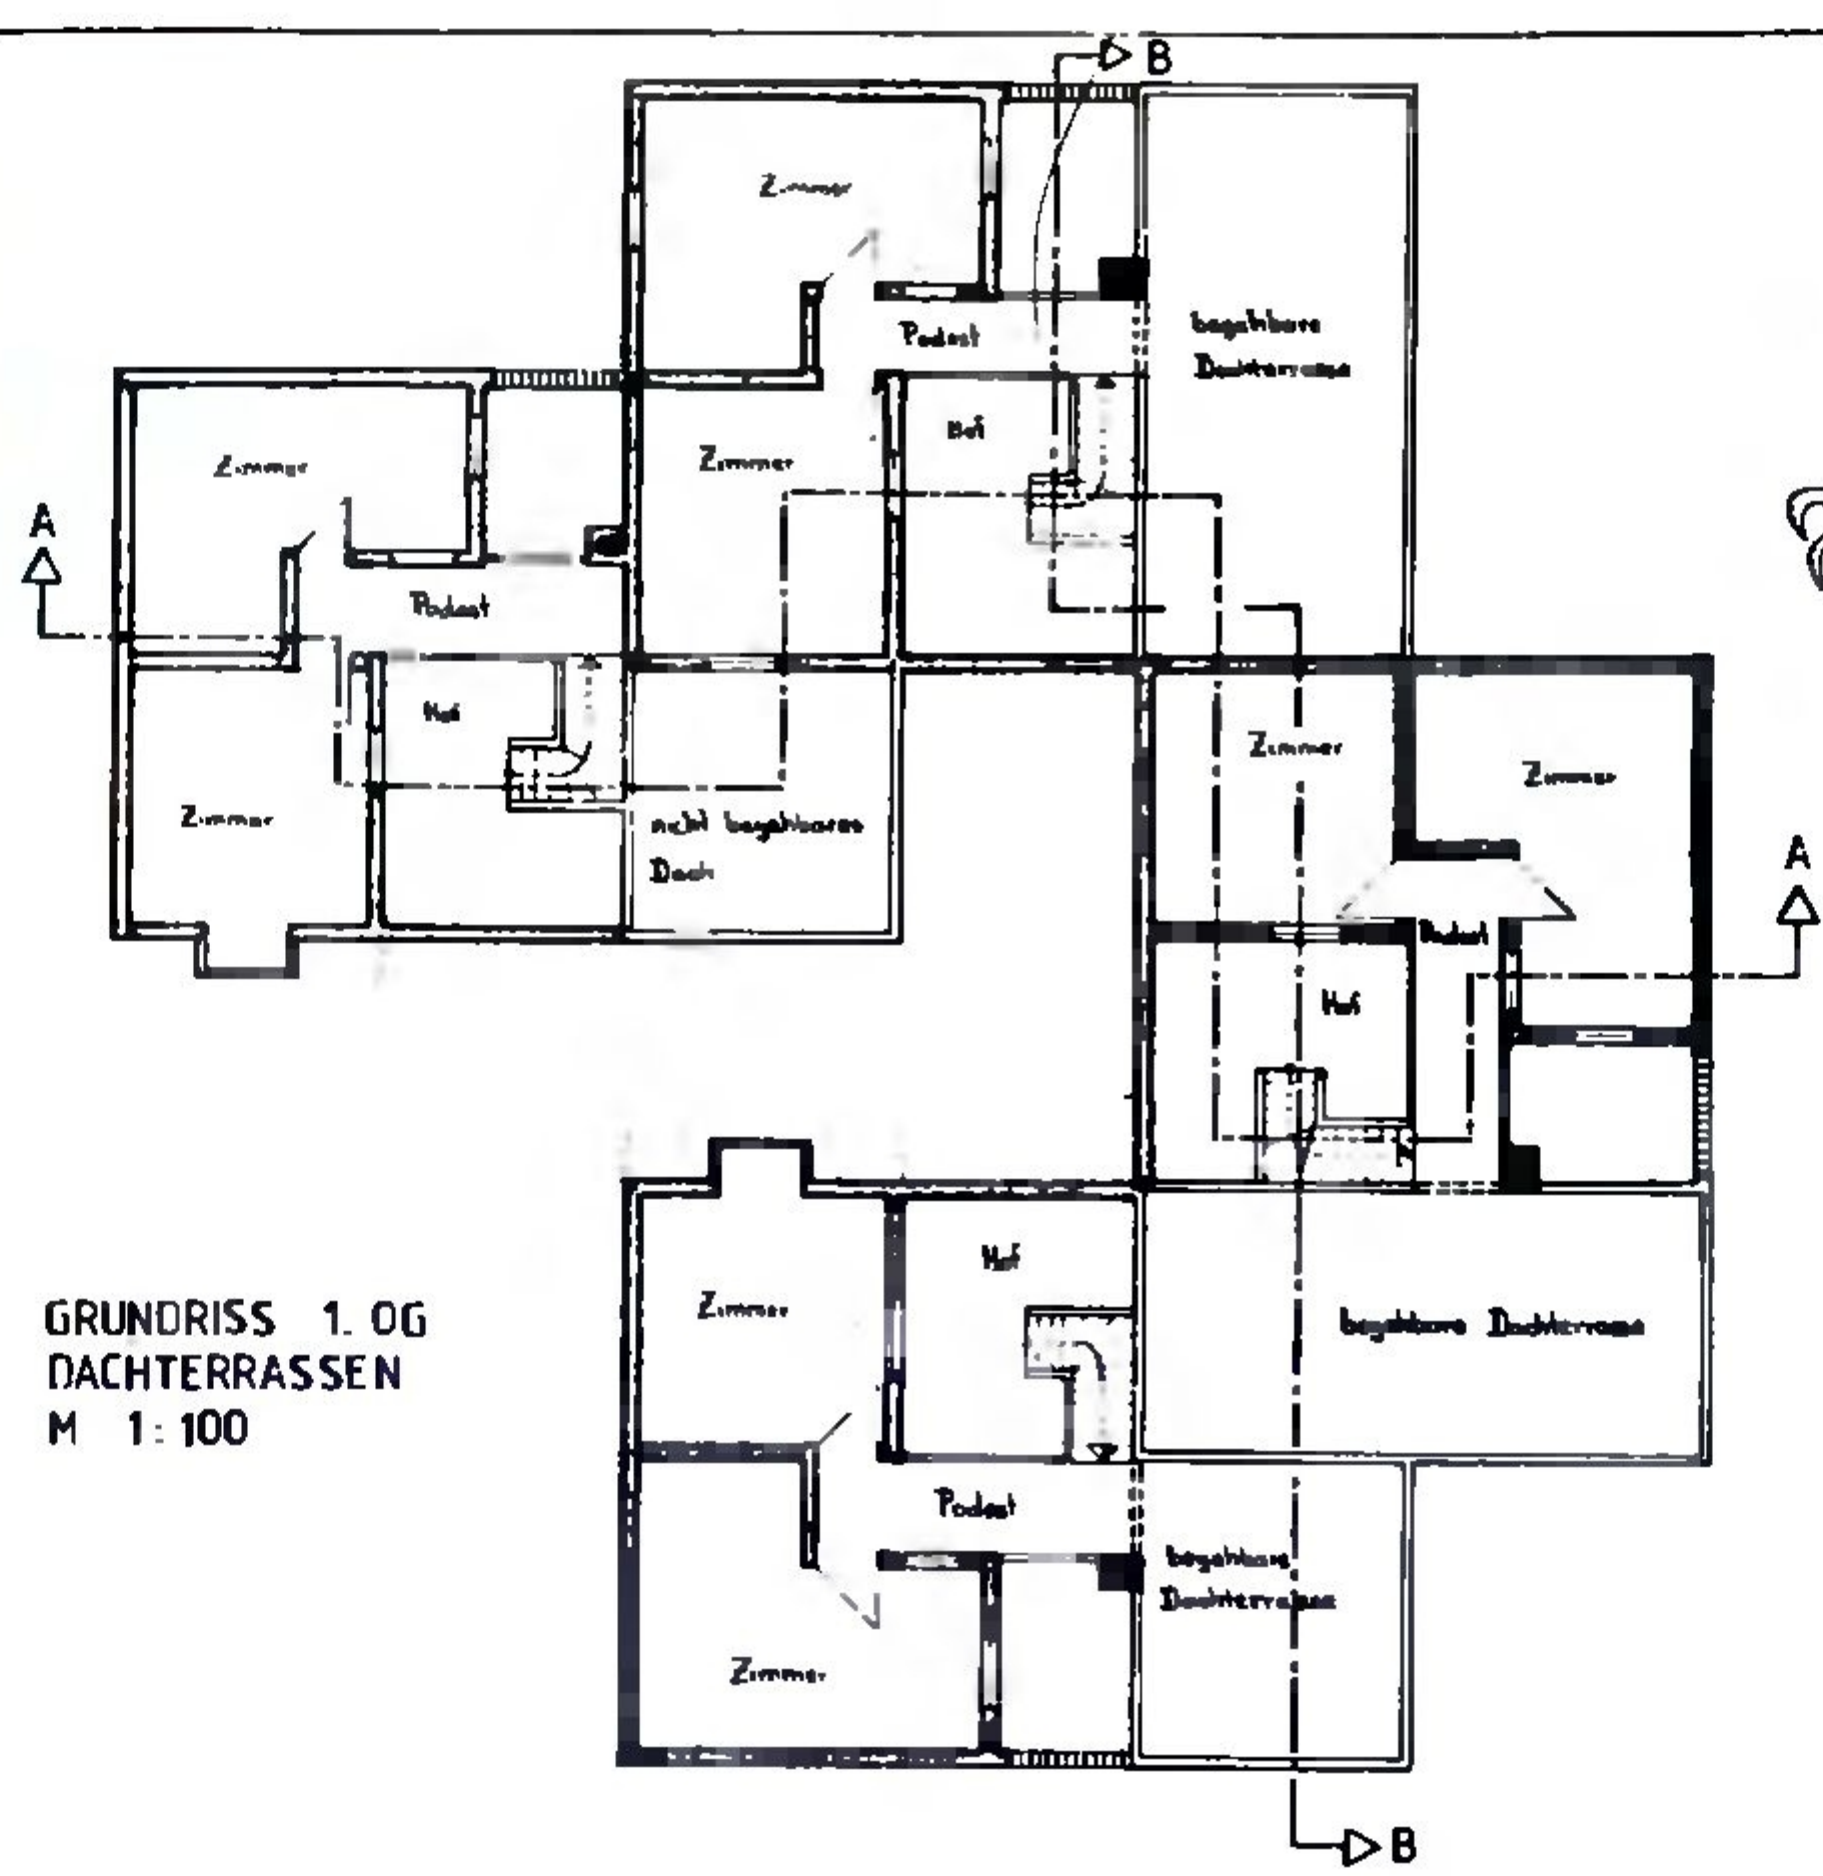 B
Zimmer
Podest
begehbare
Dachterrasse
Zimmer
Hof
Zimmer
A
Podest
Hof
Zimmer
nicht begehbares
Dach
Zimmer
Zimmer
A
Podest
Hof
Hof
Zimmer
begehbare Dachterrasse
GRUNDRISS 1. OG
DACHTERRASSEN
M 1:100
Podest
begehbare
Dachterrasse
Zimmer
B